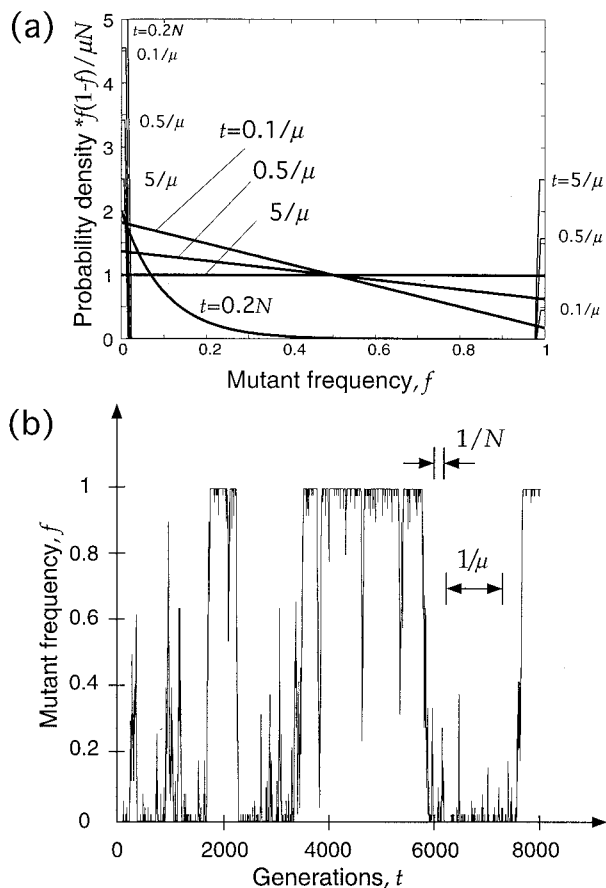 (a)
Probability density *f(1-f)/μN
5
4
3
2
1
0
t=0.2N
0.1/μ
0.5/μ
5/μ
t=0.1/μ
0.5/μ
5/μ
t=0.2N
t=5/μ
0.5/μ
0.1/μ
0 0.2 0.4 0.6 0.8 1
Mutant frequency, f
(b)
Mutant frequency, f
1
0.8
0.6
0.4
0.2
0
1/N
1/μ
0 2000 4000 6000 8000
Generations, t